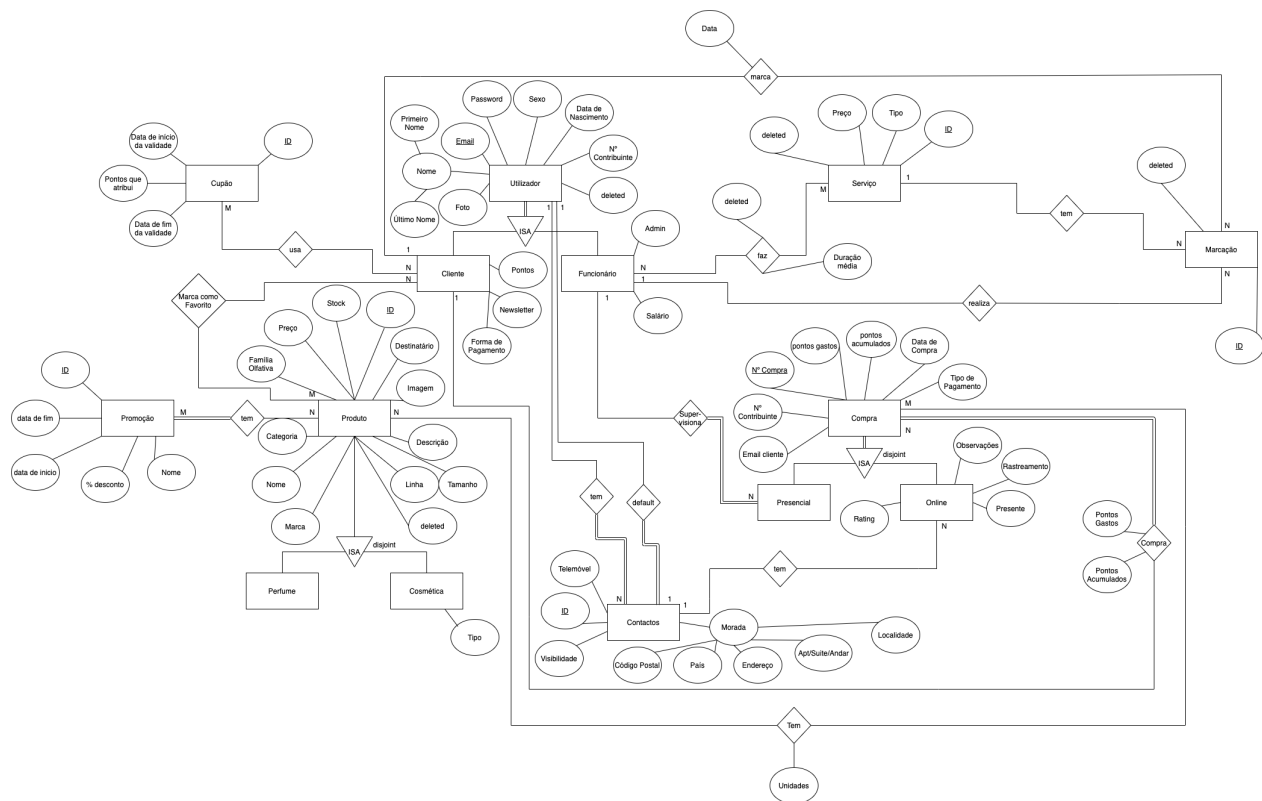 Data
marca
Password
Sexo
Data de
Nascimento
Primeiro
Nome
Email
Nº
Contribuinte
Nome
Utilizador
deleted
Último Nome
Foto
1
1
ISA
Preço
Tipo
ID
deleted
Serviço
M
1
deleted
tem
deleted
N
N
Marcação
N
ID
Data de início
da validade
ID
Pontos que
atribui
Cupão
Data de fim
da validade
M
usa
1
N
N
Cliente
Pontos
Newsletter
Forma de
Pagamento
1
Admin
Funcionário
N
1
1
Salário
faz
Duração
média
realiza
Marca como
Favorito
Stock
ID
Preço
Destinatário
Família
Olfativa
Imagem
ID
data de fim
Promoção
M
tem
M
N
Produto
N
data de inicio
% desconto
Nome
Categoria
Descrição
Nome
Linha
Tamanho
Marca
deleted
ISA
disjoint
Perfume
Cosmética
Tipo
pontos gastos
pontos
acumulados
Data de
Compra
Nº Compra
Tipo de
Pagamento
Nº
Contribuinte
Compra
M
N
Email cliente
ISA
disjoint
Observações
Rastreamento
Super-
visiona
N
Presencial
Online
N
Rating
Presente
Pontos
Gastos
Compra
Pontos
Acumulados
tem
default
tem
Telemóvel
ID
N
1
1
Contactos
Visibilidade
Morada
Localidade
Código Postal
País
Endereço
Apt/Suite/Andar
Tem
Unidades